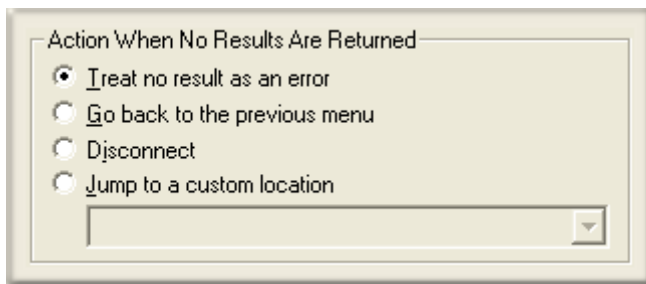 Action When No Results Are Returned
Treat no result as an error
Go back to the previous menu
Disconnect
Jump to a custom location